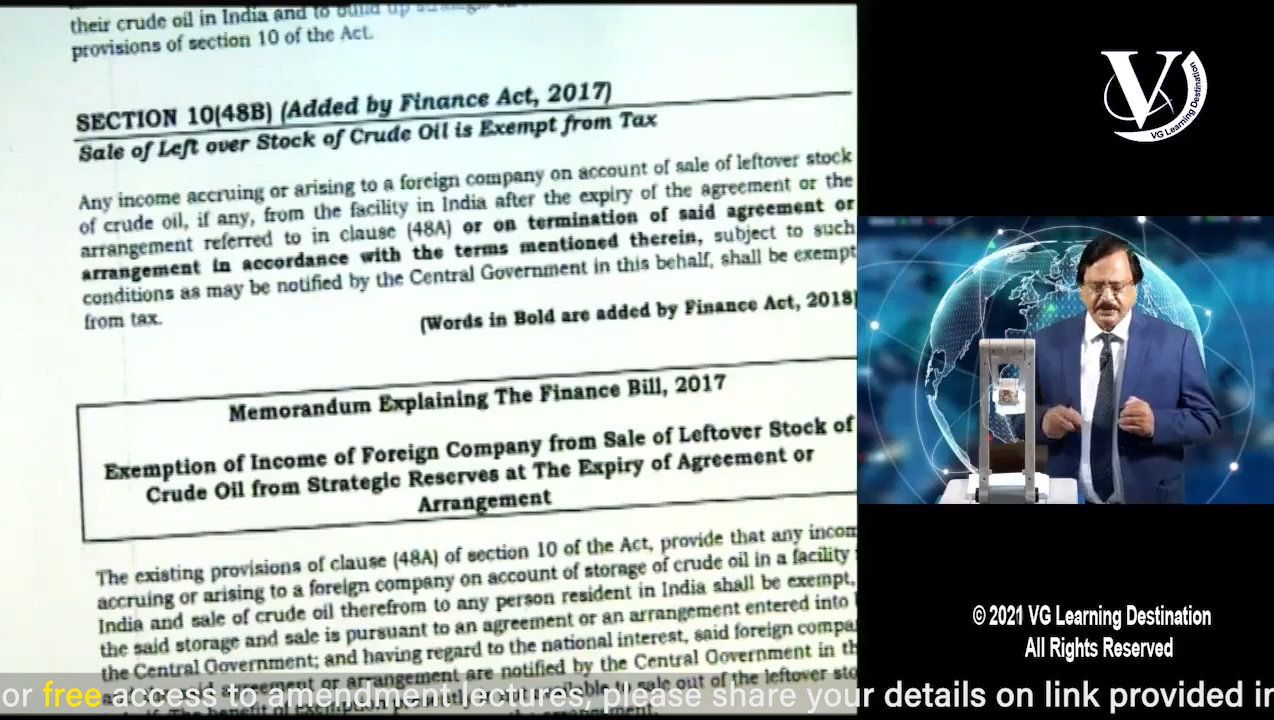 their crude oil in India and to build up
provisions of section 10 of the Act.
SECTION 10(48B) (Added by Finance Act, 2017)
Sale of Left over Stock of Crude Oil is Exempt from Tax
Any income accruing or arising to a foreign company on account of sale of leftover stock
of crude oil, if any, from the facility in India after the expiry of the agreement or the
arrangement referred to in clause (48A) or on termination of said agreement or
arrangement in accordance with the terms mentioned therein, subject to such
conditions as may be notified by the Central Government in this behalf, shall be exempt
from tax.
(Words in Bold are added by Finance Act, 2018)
Memorandum Explaining The Finance Bill, 2017
Exemption of Income of Foreign Company from Sale of Leftover Stock of
Crude Oil from Strategic Reserves at The Expiry of Agreement or
Arrangement
The existing provisions of clause (48A) of section 10 of the Act, provide that any incom
accruing or arising to a foreign company on account of storage of crude oil in a facility
India and sale of crude oil therefrom to any person resident in India shall be exempt,
the said storage and sale is pursuant to an agreement or an arrangement entered into
the Central Government; and having regard to the national interest, said foreign compa
agreement or arrangement are notified by the Central Government in th
or free access to amendment lectures, please share your details on link provided in
V
VG Learning Destination
© 2021 VG Learning Destination
All Rights Reserved